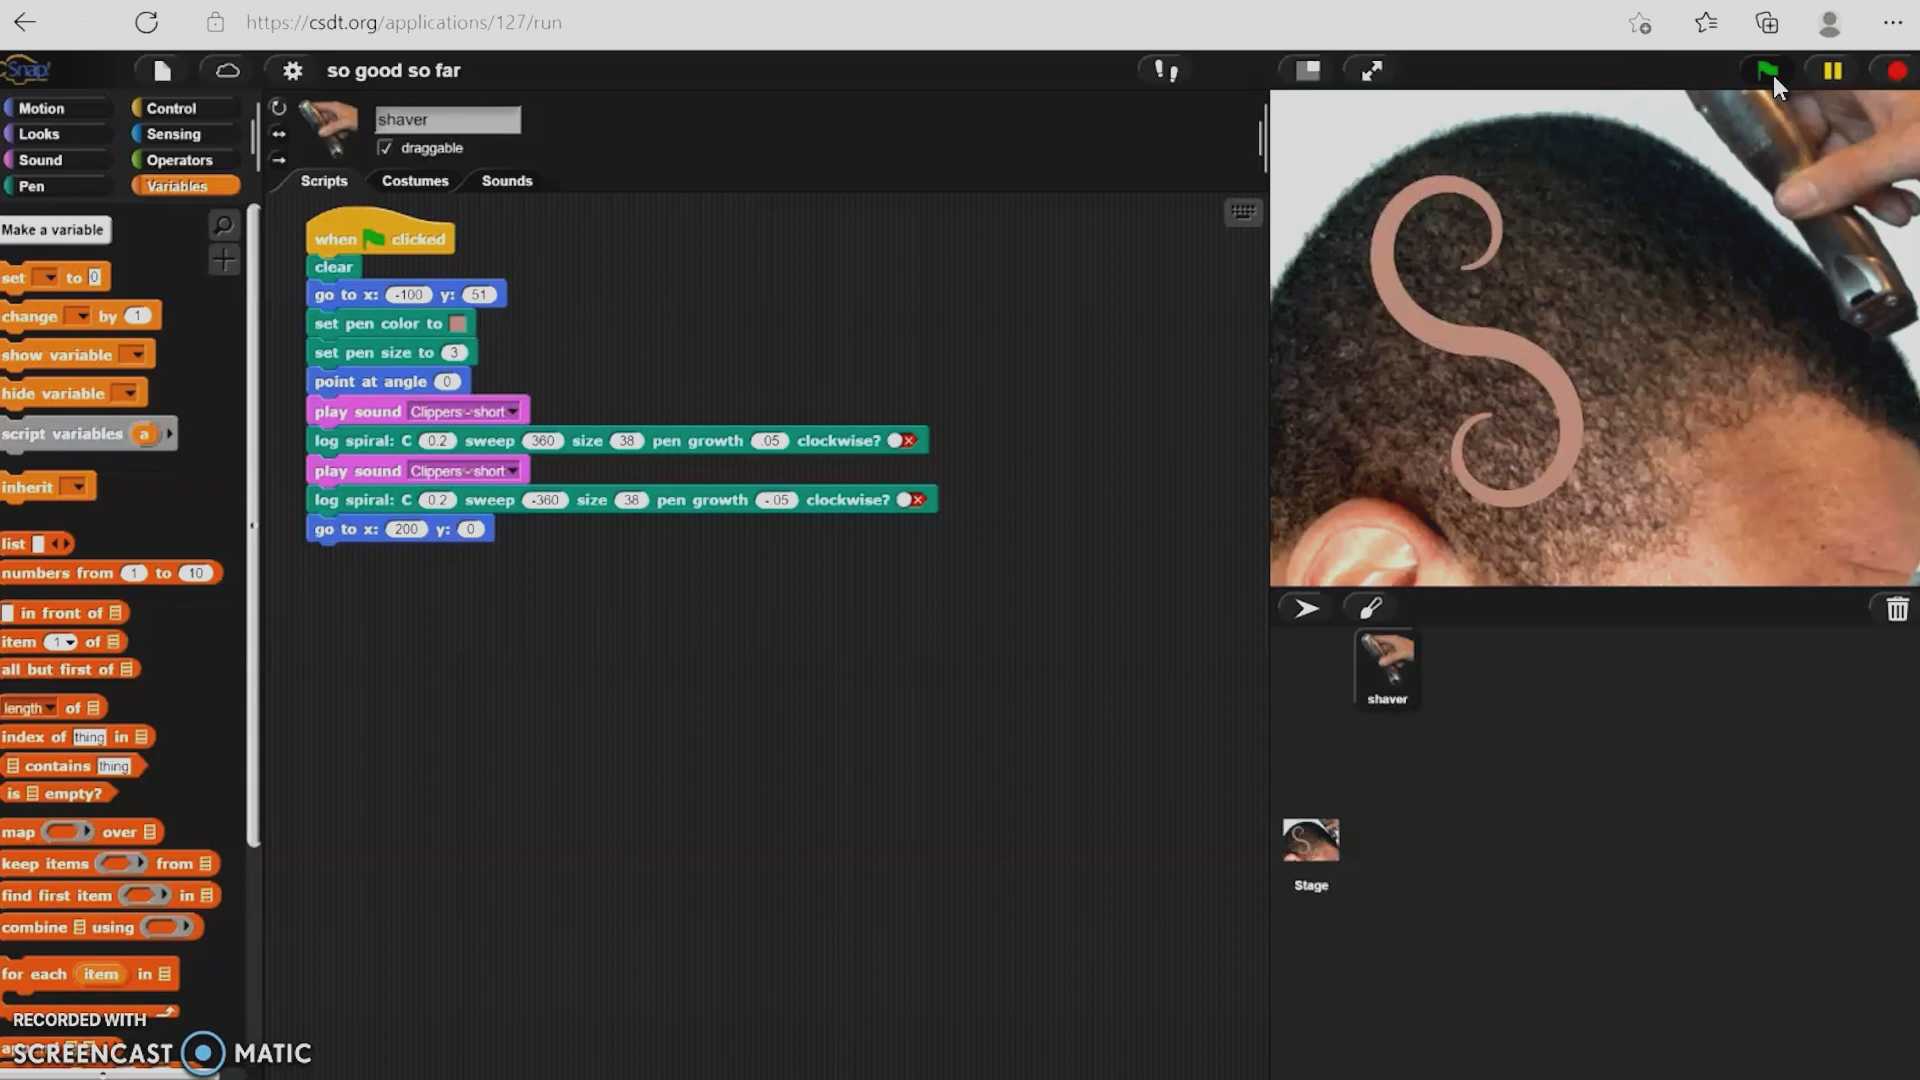 https://csdt.org/applications/127/run
Snap!
so good so far
Motion
Control
Looks
Sensing
Sound
Operators
Pen
Variables
shaver
draggable
Scripts
Costumes
Sounds
Make a variable
set to 0
change by 1
show variable
hide variable
script variables a
inherit
list
numbers from 1 to 10
in front of
item 1 of
all but first of
length of
index of thing in
contains thing
is empty?
map over
keep items from
find first item in
combine using
for each item in
when clicked
clear
go to x: -100 y: 51
set pen color to
set pen size to 3
point at angle 0
play sound Clippers-short
log spiral: C 0.2 sweep 360 size 38 pen growth .05 clockwise?
play sound Clippers-short
log spiral: C 0.2 sweep -360 size 38 pen growth -.05 clockwise?
go to x: 200 y: 0
shaver
Stage
RECORDED WITH
SCREENCAST MATIC